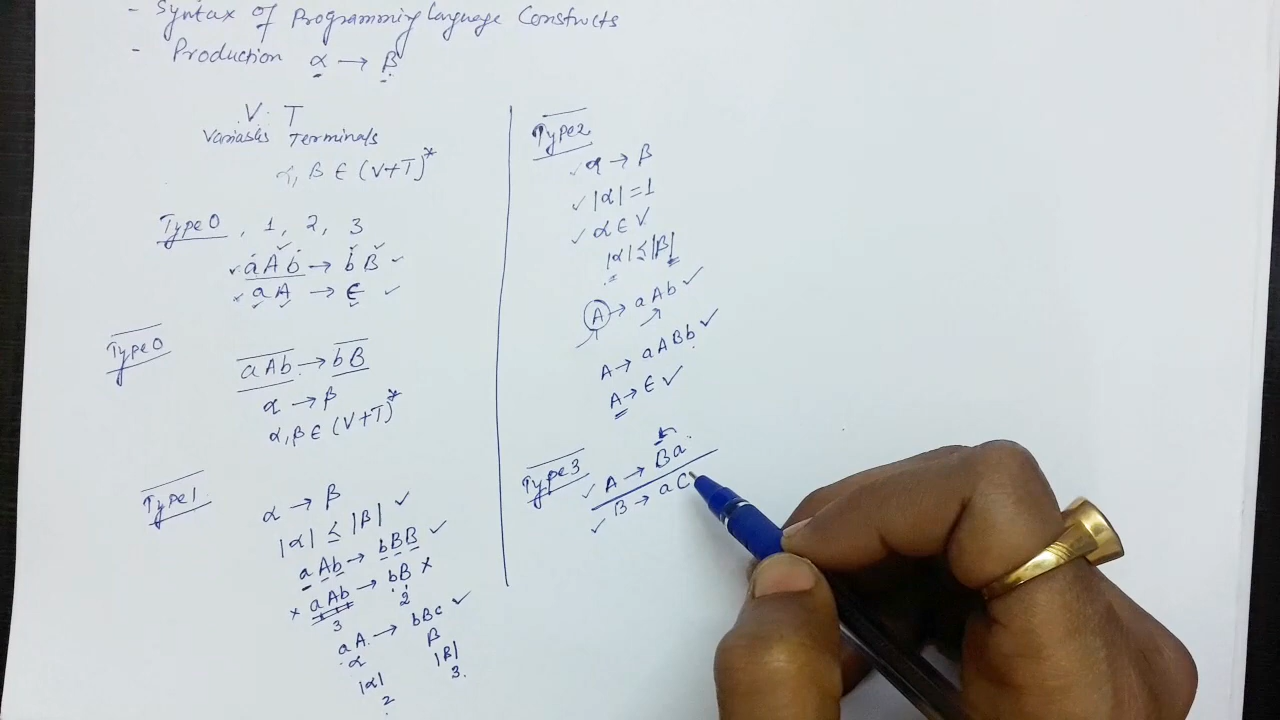 - Syntax of Programming Language Constructs
- Production α → β
V. T
Variables Terminals
α, β ∈ (V+T)*
Type 0, 1, 2, 3
✓ aAb → bB ✓
× aA → ϵ ✓
Type 0
aAb → bB
α → β
α, β ∈ (V+T)*
Type 1
α → β
|α| ≤ |β| ✓
aAb → bBB ✓
× aAb → bB ×
3 2
aA → bBc ✓
α β
|α| |β|
2 3.
Type 2
✓ α → β
✓ |α| = 1
✓ α ∈ V
|α| ≤ |β|
A → aAb ✓
A → aABb ✓
A → ϵ ✓
Type 3
✓ A → Ba
✓ B → aC